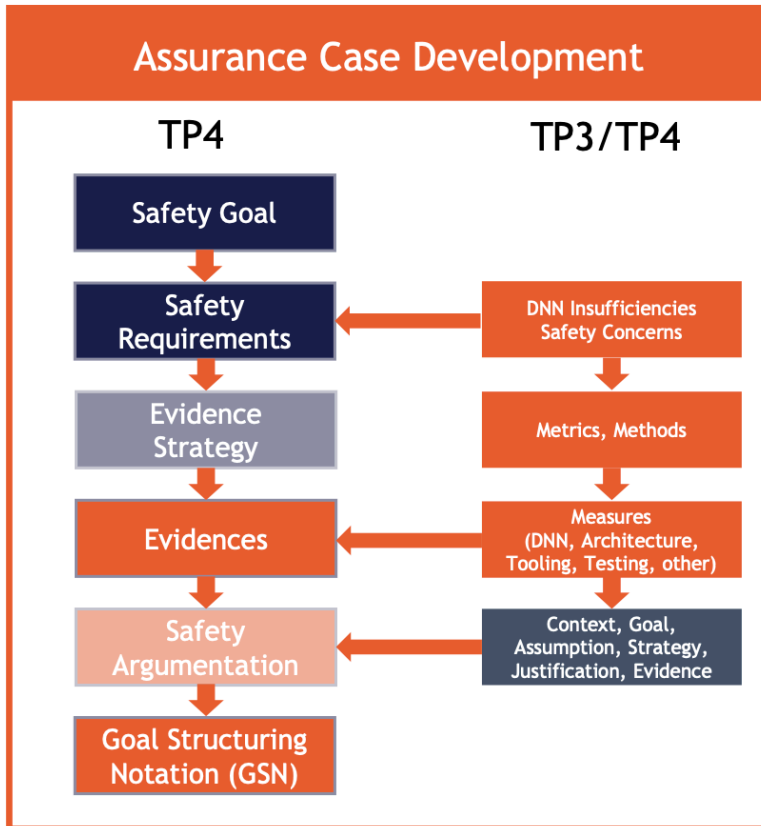 Assurance Case Development
TP4
TP3/TP4
Safety Goal
Safety
Requirements
DNN Insufficiencies
Safety Concerns
Evidence
Strategy
Metrics, Methods
Evidences
Measures
(DNN, Architecture,
Tooling, Testing, other)
Safety
Argumentation
Context, Goal,
Assumption, Strategy,
Justification, Evidence
Goal Structuring
Notation (GSN)